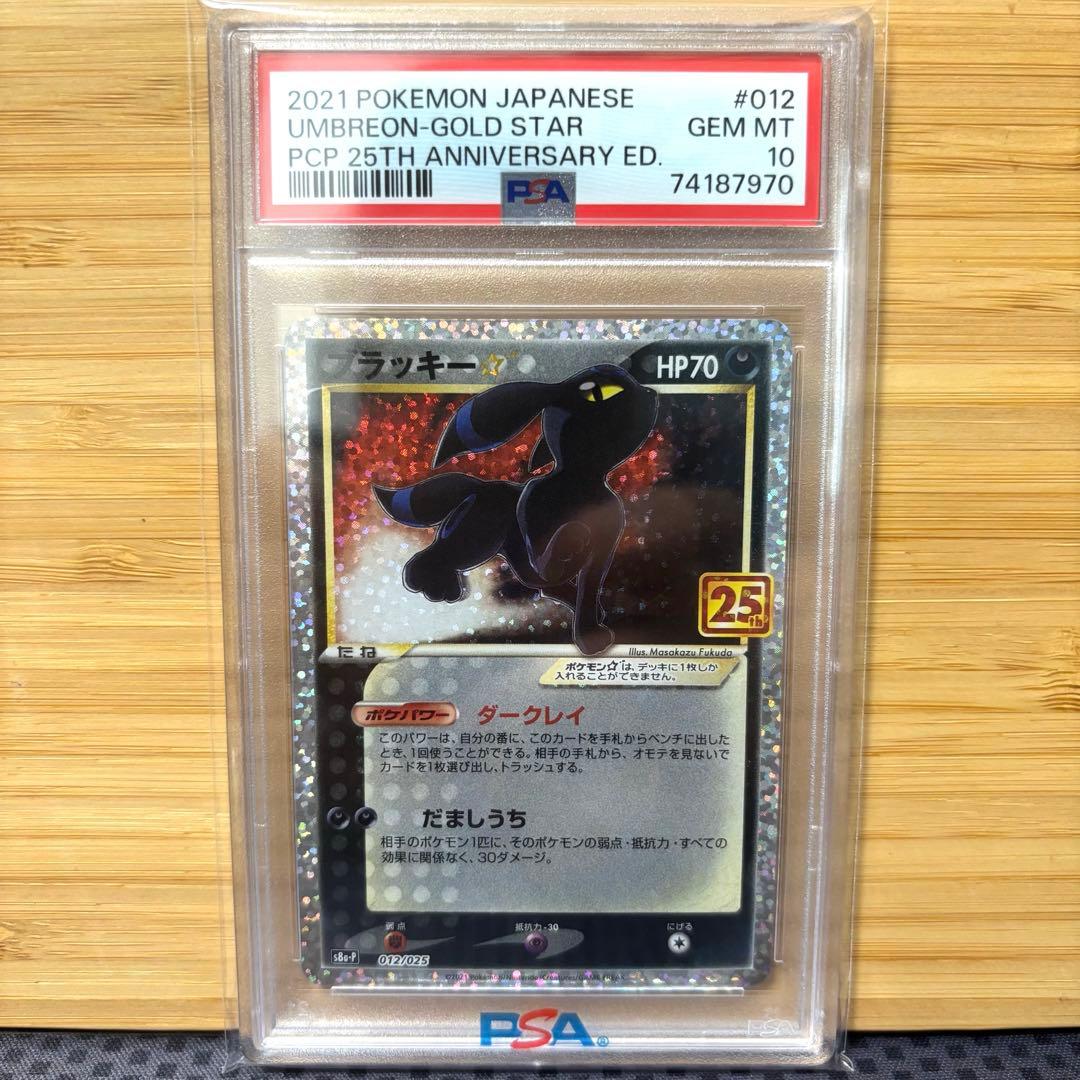 2021 POKEMON JAPANESE #012
UMBREON-GOLD STAR GEM MT
PCP 25TH ANNIVERSARY ED. 10
74187970
PSA
ブラッキー☆ HP70
25th
たね
Illus. Masakazu Fukuda
ポケモン☆は、デッキに1枚しか
入れることができません。
ポケパワー ダークレイ
このパワーは、自分の番に、このカードを手札からベンチに出した
とき、1回使うことができる。相手の手札から、オモテを見ないで
カードを1枚選び出し、トラッシュする。
だましうち
相手のポケモン1匹に、そのポケモンの弱点・抵抗力・すべての
効果に関係なく、30ダメージ。
弱点 抵抗力-30 にげる
s8a-P 012/025
©2021 Pokémon/Nintendo/Creatures/GAME FREAK
PSA®
PSA